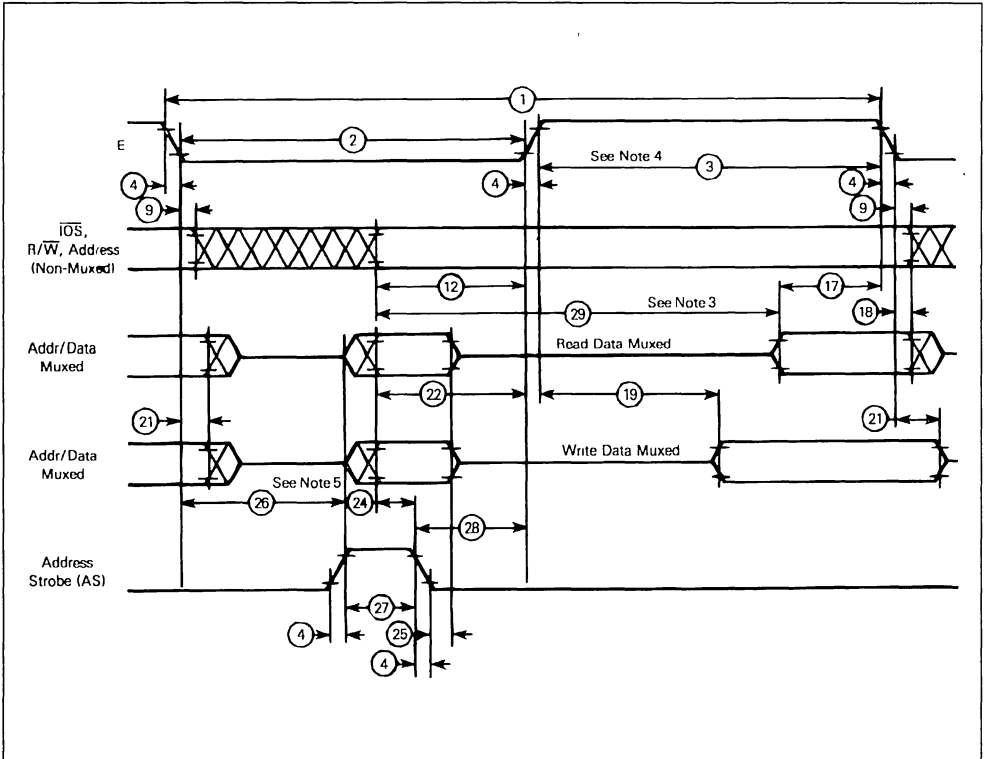 1
2
E
See Note 4
3
4
4
4
9
9
IOS,
R/W, Address
(Non-Muxed)
12
17
29
See Note 3
18
Addr/Data
Muxed
Read Data Muxed
22
19
21
21
Addr/Data
Muxed
Write Data Muxed
See Note 5
26
24
28
Address
Strobe (AS)
27
4
25
4